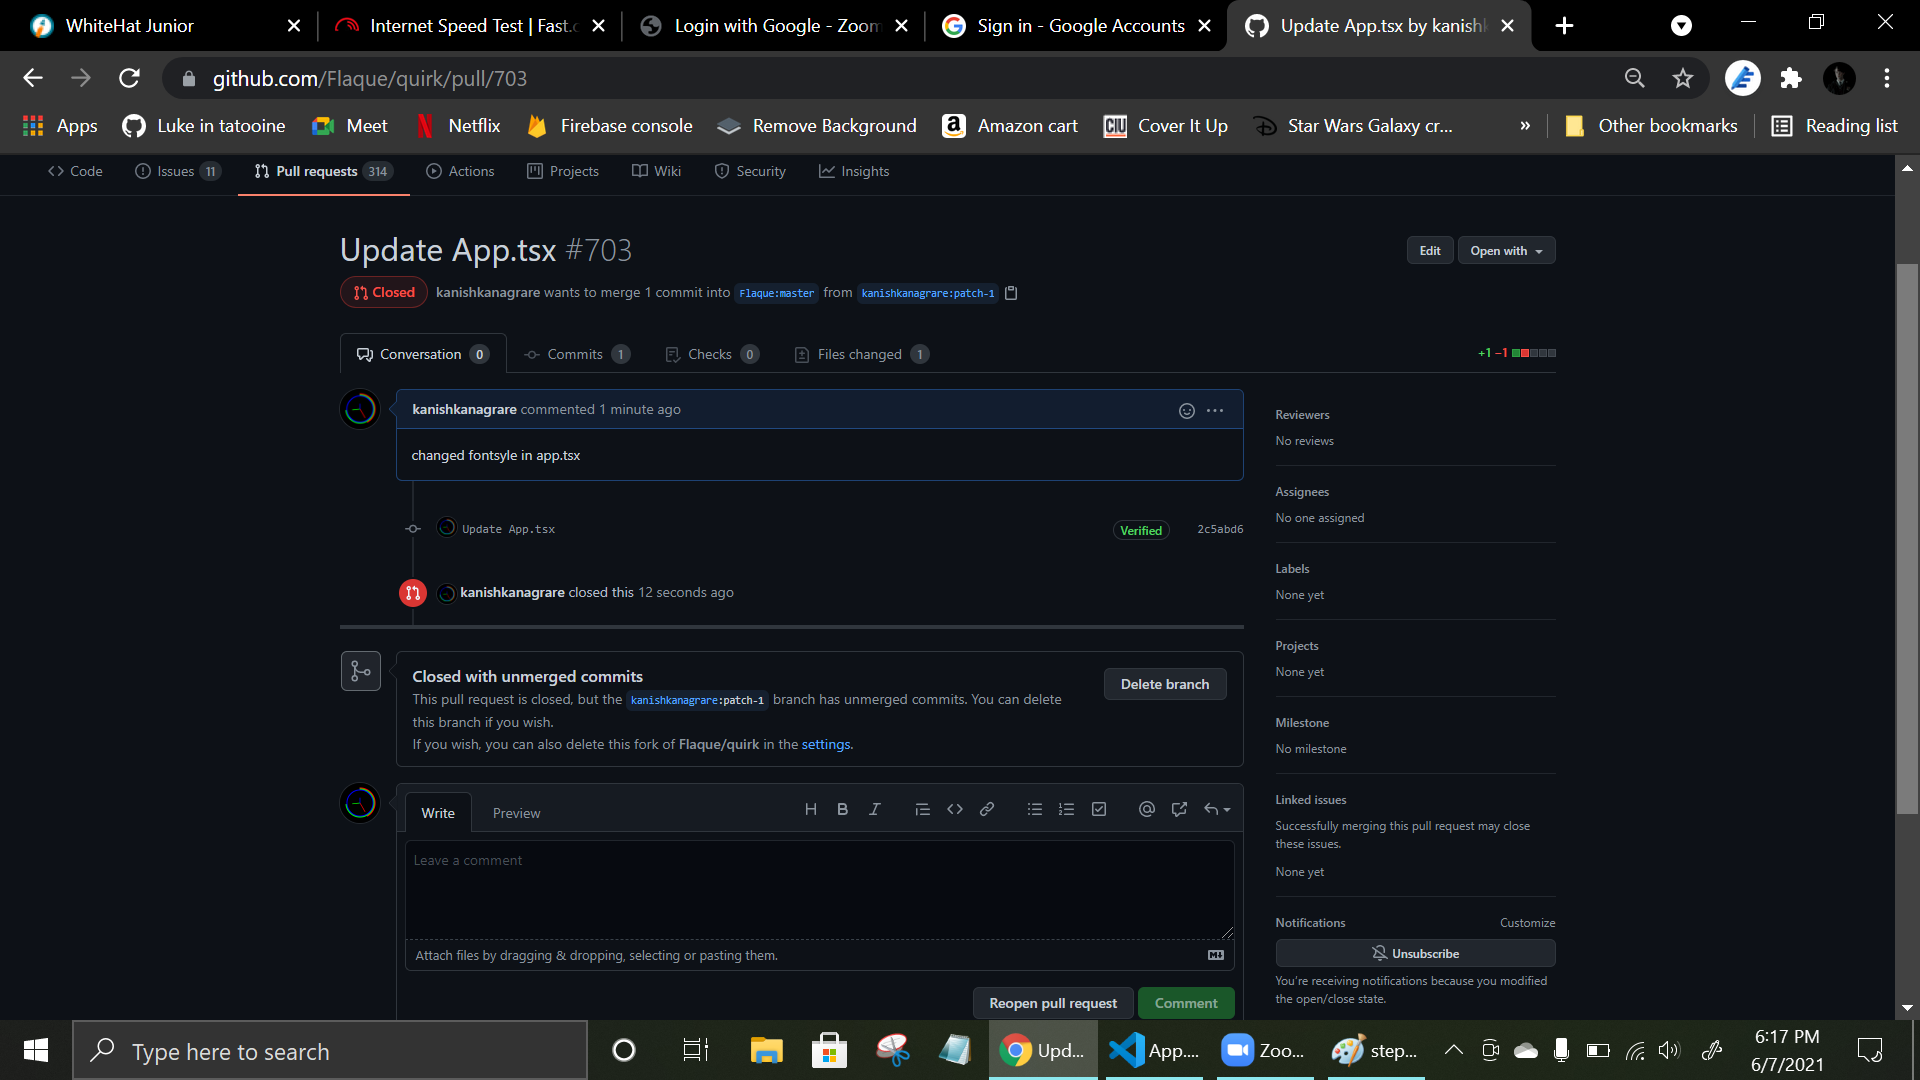 WhiteHat Junior
Internet Speed Test | Fast.c
Login with Google - Zoom
Sign in - Google Accounts
Update App.tsx by kanishk
github.com/Flaque/quirk/pull/703
Apps
Luke in tatooine
Meet
Netflix
Firebase console
Remove Background
Amazon cart
CIU
Cover It Up
Star Wars Galaxy cr...
»
Other bookmarks
Reading list
Code
Issues 11
Pull requests 314
Actions
Projects
Wiki
Security
Insights
Update App.tsx #703
Edit
Open with
Closed
kanishkanagrare wants to merge 1 commit into Flaque:master from kanishkanagrare:patch-1
Conversation 0
Commits 1
Checks 0
Files changed 1
+1 −1
kanishkanagrare commented 1 minute ago
changed fontsyle in app.tsx
Update App.tsx
Verified
2c5abd6
kanishkanagrare closed this 12 seconds ago
Closed with unmerged commits
This pull request is closed, but the kanishkanagrare:patch-1 branch has unmerged commits. You can delete
this branch if you wish.
If you wish, you can also delete this fork of Flaque/quirk in the settings.
Delete branch
Write
Preview
Leave a comment
Attach files by dragging & dropping, selecting or pasting them.
Reopen pull request
Comment
Reviewers
No reviews
Assignees
No one assigned
Labels
None yet
Projects
None yet
Milestone
No milestone
Linked issues
Successfully merging this pull request may close
these issues.
None yet
Notifications
Customize
Unsubscribe
You're receiving notifications because you modified
the open/close state.
Type here to search
Upd...
App....
Zoo...
step...
6:17 PM
6/7/2021